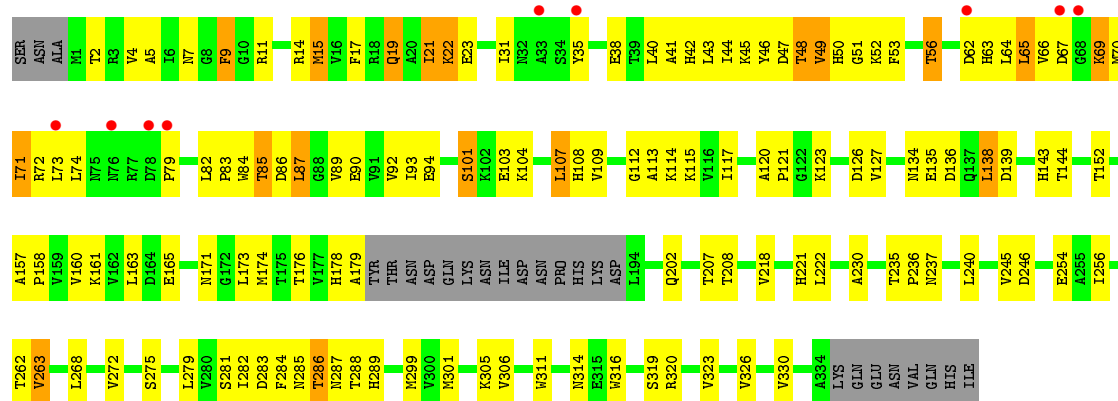 SER ASN ALA M1 T2 R3 V4 A5 I6 N7 G8 F9 G10 R11 R14 M15 V16 F17 R18 Q19 A20 I21 K22 E23 I31 N32 A33 S34 Y35 E38 T39 L40 A41 H42 L43 I44 K45 Y46 D47 T48 V49 H50 G51 K52 F53 T56 D62 H63 L64 L65 V66 D67 G68 K69 M70
I71 R72 L73 L74 N75 N76 R77 D78 P79 L82 P83 W84 T85 D86 L87 G88 V89 E90 V91 V92 I93 E94 S101 K102 E103 K104 L107 H108 V109 G112 A113 K114 K115 V116 I117 A120 P121 G122 K123 D126 V127 N134 E135 D136 Q137 L138 D139 H143 T144 T152
A157 P158 V159 V160 K161 V162 L163 D164 E165 N171 G172 L173 M174 T175 T176 V177 H178 A179 TYR THR ASN ASP GLN LYS ASN ILE ASP ASN PRO HIS LYS ASP L194 Q202 T207 T208 V218 H221 L222 A230 T235 P236 N237 L240 V245 D246 E254 A255 I256
T262 V263 L268 V272 S275 L279 V280 S281 I282 D283 F284 N285 T286 N287 T288 H289 M299 V300 M301 K305 V306 W311 N314 E315 W316 S319 R320 V323 V326 V330 A334 LYS GLN GLU ASN VAL GLN HIS ILE